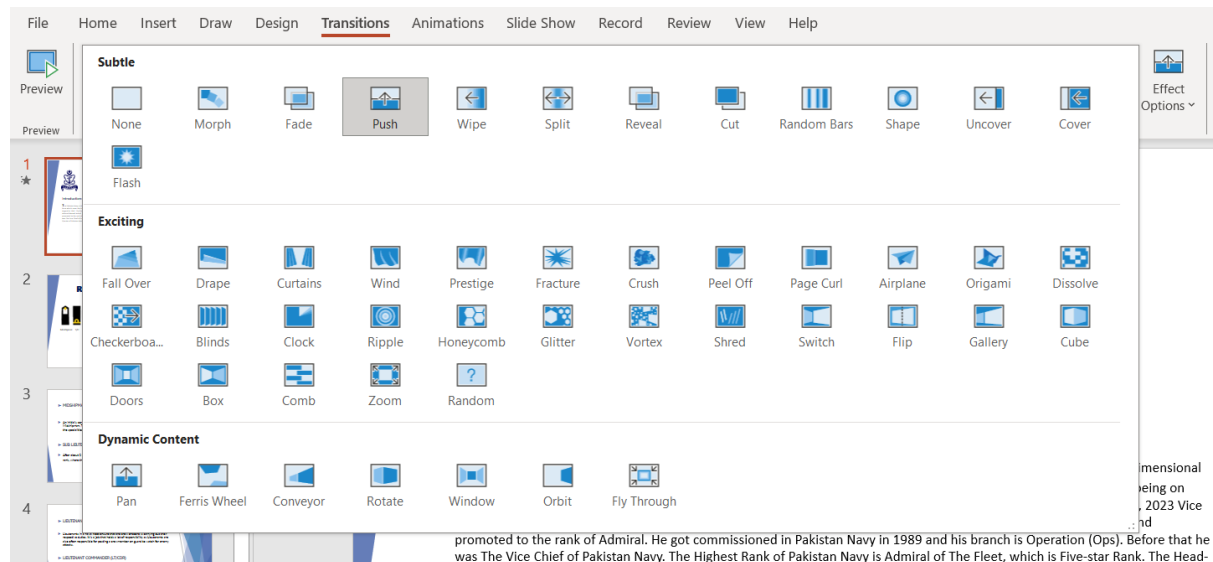 File Home Insert Draw Design Transitions Animations Slide Show Record Review View Help
Subtle
Preview
None Morph Fade Push Wipe Split Reveal Cut Random Bars Shape Uncover Cover
Effect
Options
Preview
Flash
1
Exciting
2
Fall Over Drape Curtains Wind Prestige Fracture Crush Peel Off Page Curl Airplane Origami Dissolve
Checkerboa... Blinds Clock Ripple Honeycomb Glitter Vortex Shred Switch Flip Gallery Cube
Doors Box Comb Zoom Random
3
Dynamic Content
Pan Ferris Wheel Conveyor Rotate Window Orbit Fly Through
4
imensional
being on
, 2023 Vice
nd
promoted to the rank of Admiral. He got commissioned in Pakistan Navy in 1989 and his branch is Operation (Ops). Before that he
was The Vice Chief of Pakistan Navy. The Highest Rank of Pakistan Navy is Admiral of The Fleet, which is Five-star Rank. The Head-